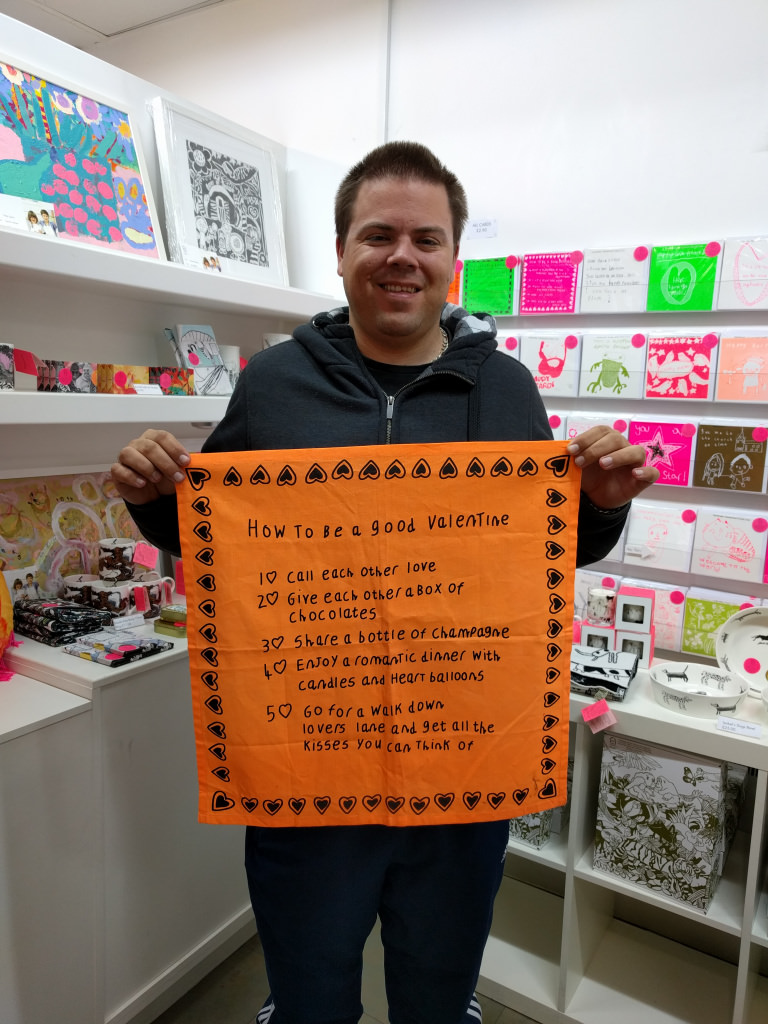 HOW TO BE a good Valentine
1♡ Call each other love
2♡ Give each other a Box of
chocolates
3♡ Share a bottle of champagne
4♡ Enjoy a romantic dinner with
candles and Heart balloons
5♡ Go for a walk down
lovers lane and get all the
kisses you can think of
You a
Star!